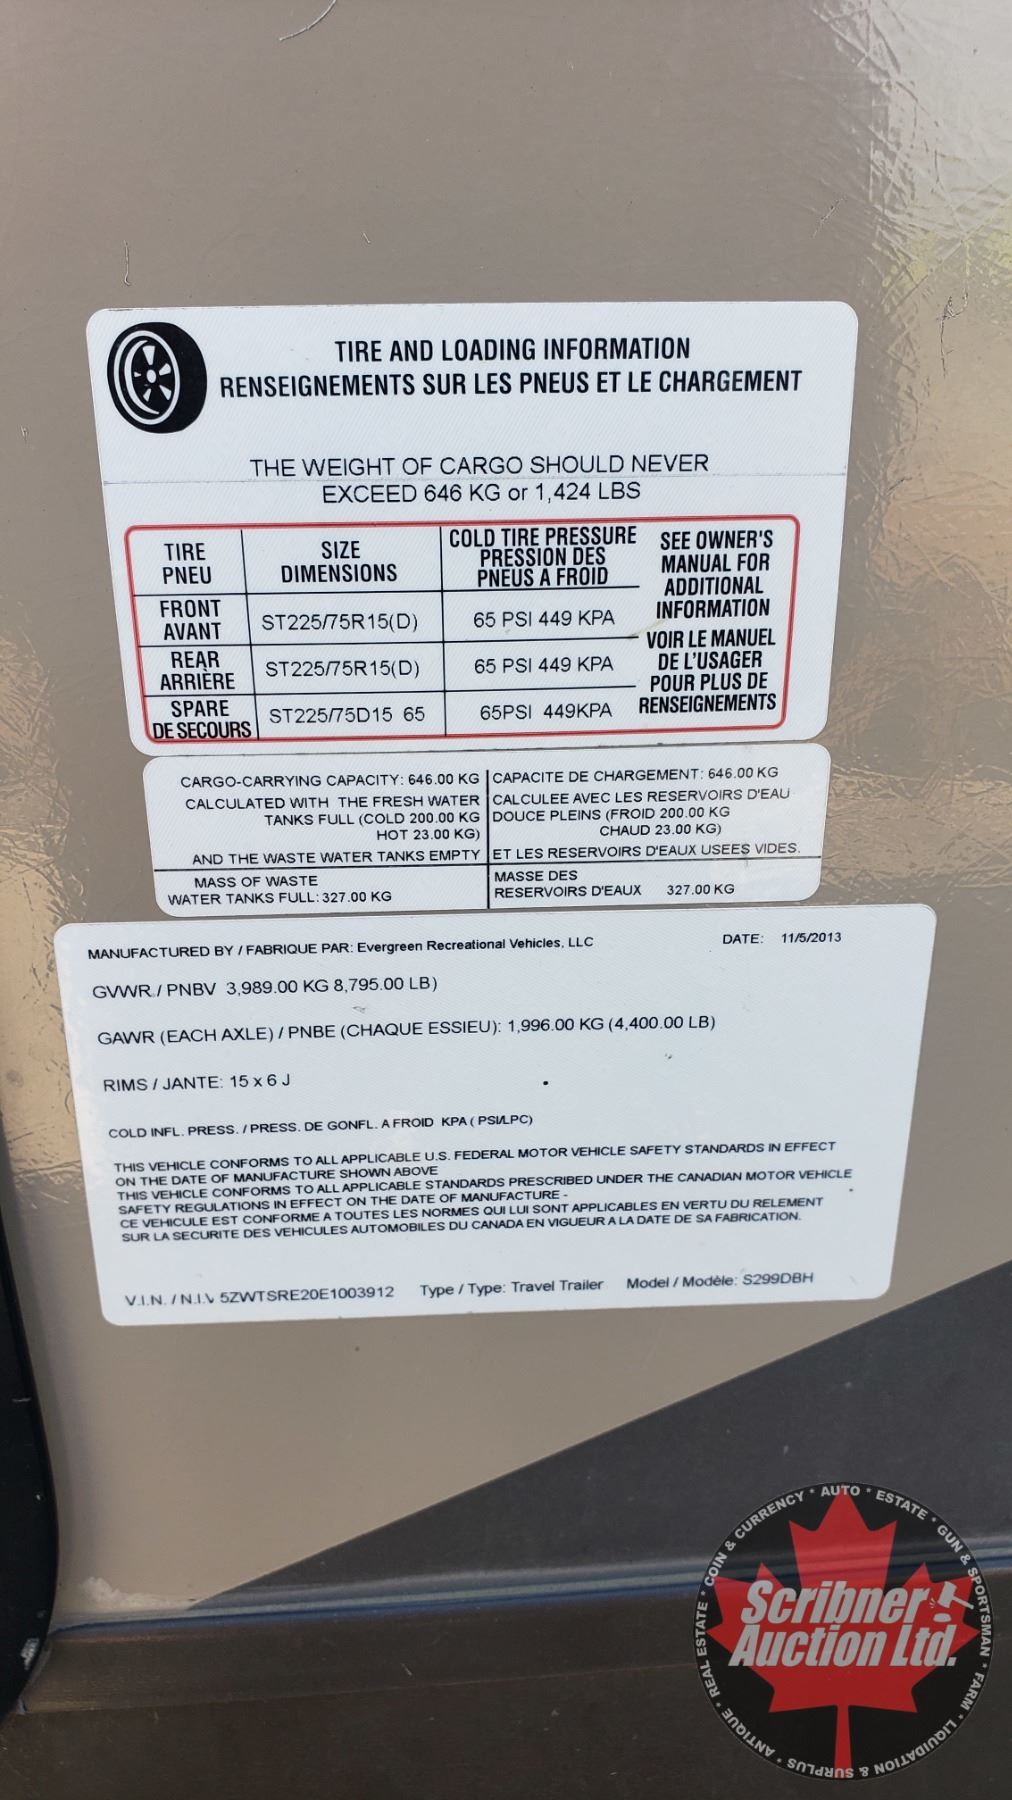 TIRE AND LOADING INFORMATION
RENSEIGNEMENTS SUR LES PNEUS ET LE CHARGEMENT
THE WEIGHT OF CARGO SHOULD NEVER
EXCEED 646 KG or 1,424 LBS
TIRE
PNEU
SIZE
DIMENSIONS
COLD TIRE PRESSURE
PRESSION DES
PNEUS A FROID
FRONT
AVANT
ST225/75R15(D)
65 PSI 449 KPA
REAR
ARRIÈRE
ST225/75R15(D)
65 PSI 449 KPA
SPARE
DE SECOURS
ST225/75D15 65
65PSI 449KPA
SEE OWNER'S
MANUAL FOR
ADDITIONAL
INFORMATION
VOIR LE MANUEL
DE L'USAGER
POUR PLUS DE
RENSEIGNEMENTS
CARGO-CARRYING CAPACITY: 646.00 KG
CALCULATED WITH THE FRESH WATER
TANKS FULL (COLD 200.00 KG
HOT 23.00 KG)
AND THE WASTE WATER TANKS EMPTY
MASS OF WASTE
WATER TANKS FULL: 327.00 KG
CAPACITE DE CHARGEMENT: 646.00 KG
CALCULEE AVEC LES RESERVOIRS D'EAU
DOUCE PLEINS (FROID 200.00 KG
CHAUD 23.00 KG)
ET LES RESERVOIRS D'EAUX USEES VIDES.
MASSE DES
RESERVOIRS D'EAUX 327.00 KG
MANUFACTURED BY / FABRIQUE PAR: Evergreen Recreational Vehicles, LLC DATE: 11/5/2013
GVWR / PNBV 3,989.00 KG 8,795.00 LB)
GAWR (EACH AXLE) / PNBE (CHAQUE ESSIEU): 1,996.00 KG (4,400.00 LB)
RIMS / JANTE: 15 x 6 J
COLD INFL. PRESS. / PRESS. DE GONFL. A FROID KPA ( PSI/LPC)
THIS VEHICLE CONFORMS TO ALL APPLICABLE U.S. FEDERAL MOTOR VEHICLE SAFETY STANDARDS IN EFFECT
ON THE DATE OF MANUFACTURE SHOWN ABOVE
THIS VEHICLE CONFORMS TO ALL APPLICABLE STANDARDS PRESCRIBED UNDER THE CANADIAN MOTOR VEHICLE
SAFETY REGULATIONS IN EFFECT ON THE DATE OF MANUFACTURE -
CE VEHICULE EST CONFORME A TOUTES LES NORMES QUI LUI SONT APPLICABLES EN VERTU DU RELEMENT
SUR LA SECURITE DES VEHICULES AUTOMOBILES DU CANADA EN VIGUEUR A LA DATE DE SA FABRICATION.
V.I.N. / N.I.V 5ZWTSRE20E1003912 Type / Type: Travel Trailer Model / Modèle: S299DBH
COIN & CURRENCY * AUTO * ESTATE * GUN & SPORTSMAN * FARM * LIQUIDATION & SURPLUS * ANTIQUE * REAL ESTATE *
Scribner
Auction Ltd.